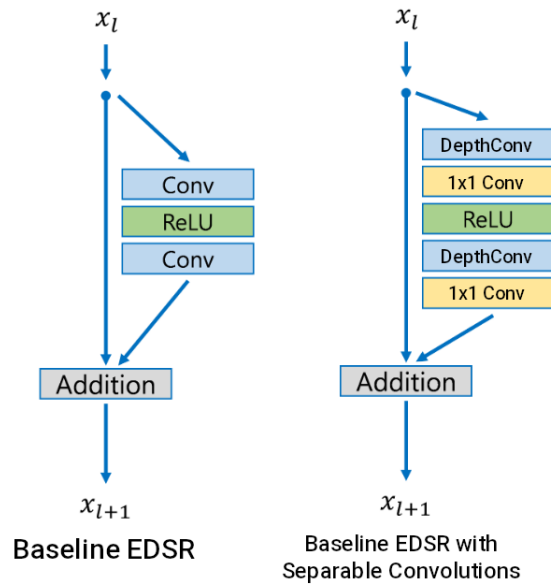 x_l
Conv
ReLU
Conv
Addition
x_{l+1}
Baseline EDSR
x_l
DepthConv
1x1 Conv
ReLU
DepthConv
1x1 Conv
Addition
x_{l+1}
Baseline EDSR with
Separable Convolutions